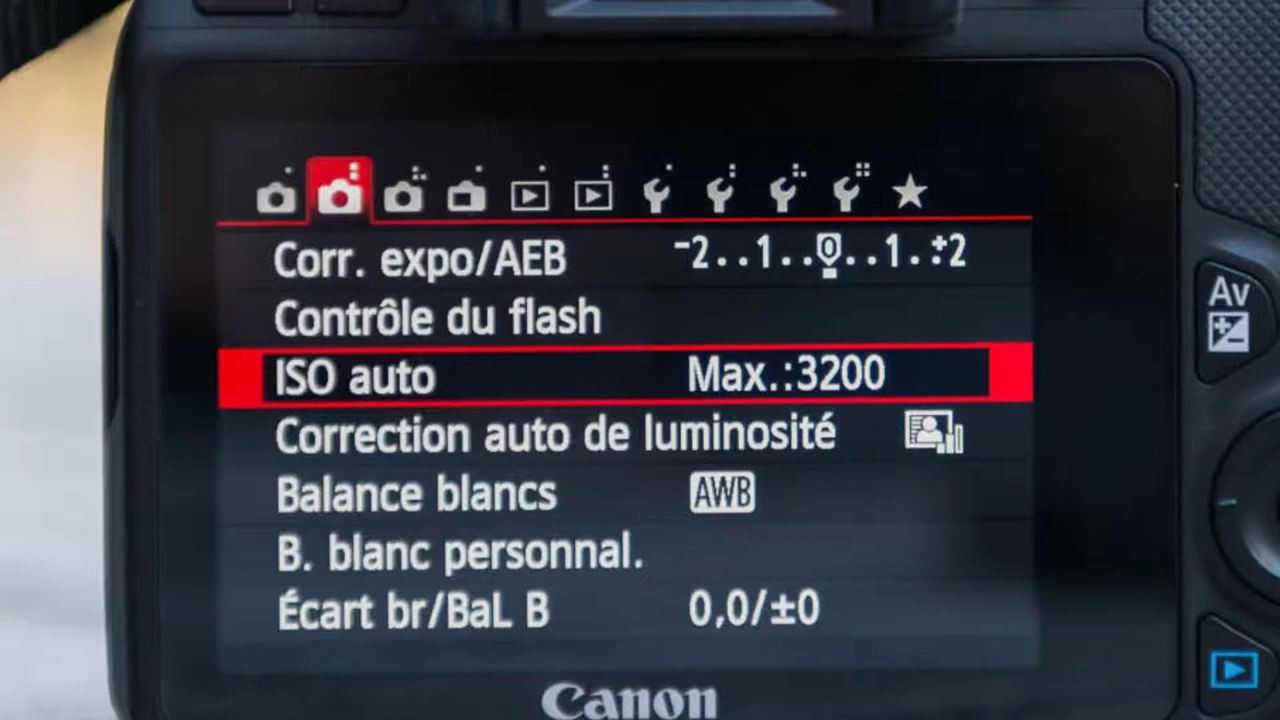 Corr. expo/AEB -2..1..0..1..+2
Contrôle du flash
ISO auto Max.:3200
Correction auto de luminosité
Balance blancs AWB
B. blanc personnal.
Écart br/BaL B 0,0/±0
Canon
Av